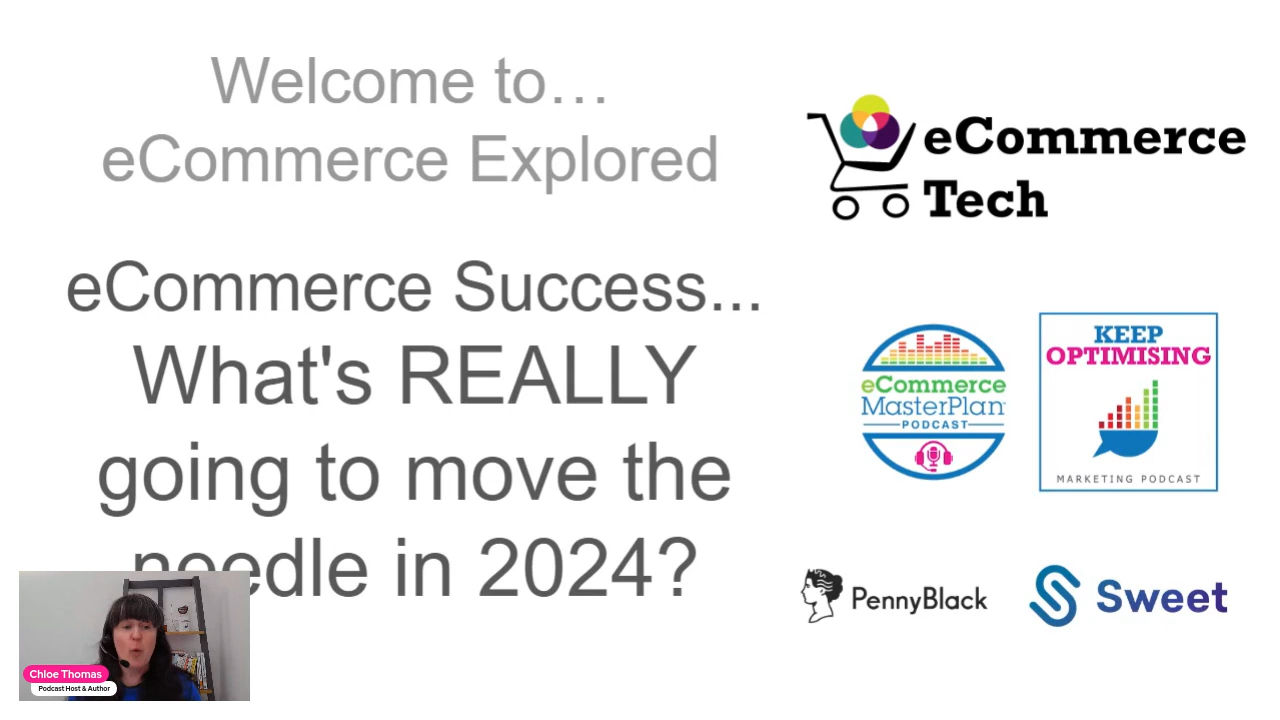 Welcome to…
eCommerce Explored
eCommerce Success...
What's REALLY
going to move the
needle in 2024?
eCommerce
Tech
eCommerce
MasterPlan
PODCAST
KEEP
OPTIMISING
MARKETING PODCAST
PennyBlack
Sweet
Chloe Thomas
Podcast Host & Author